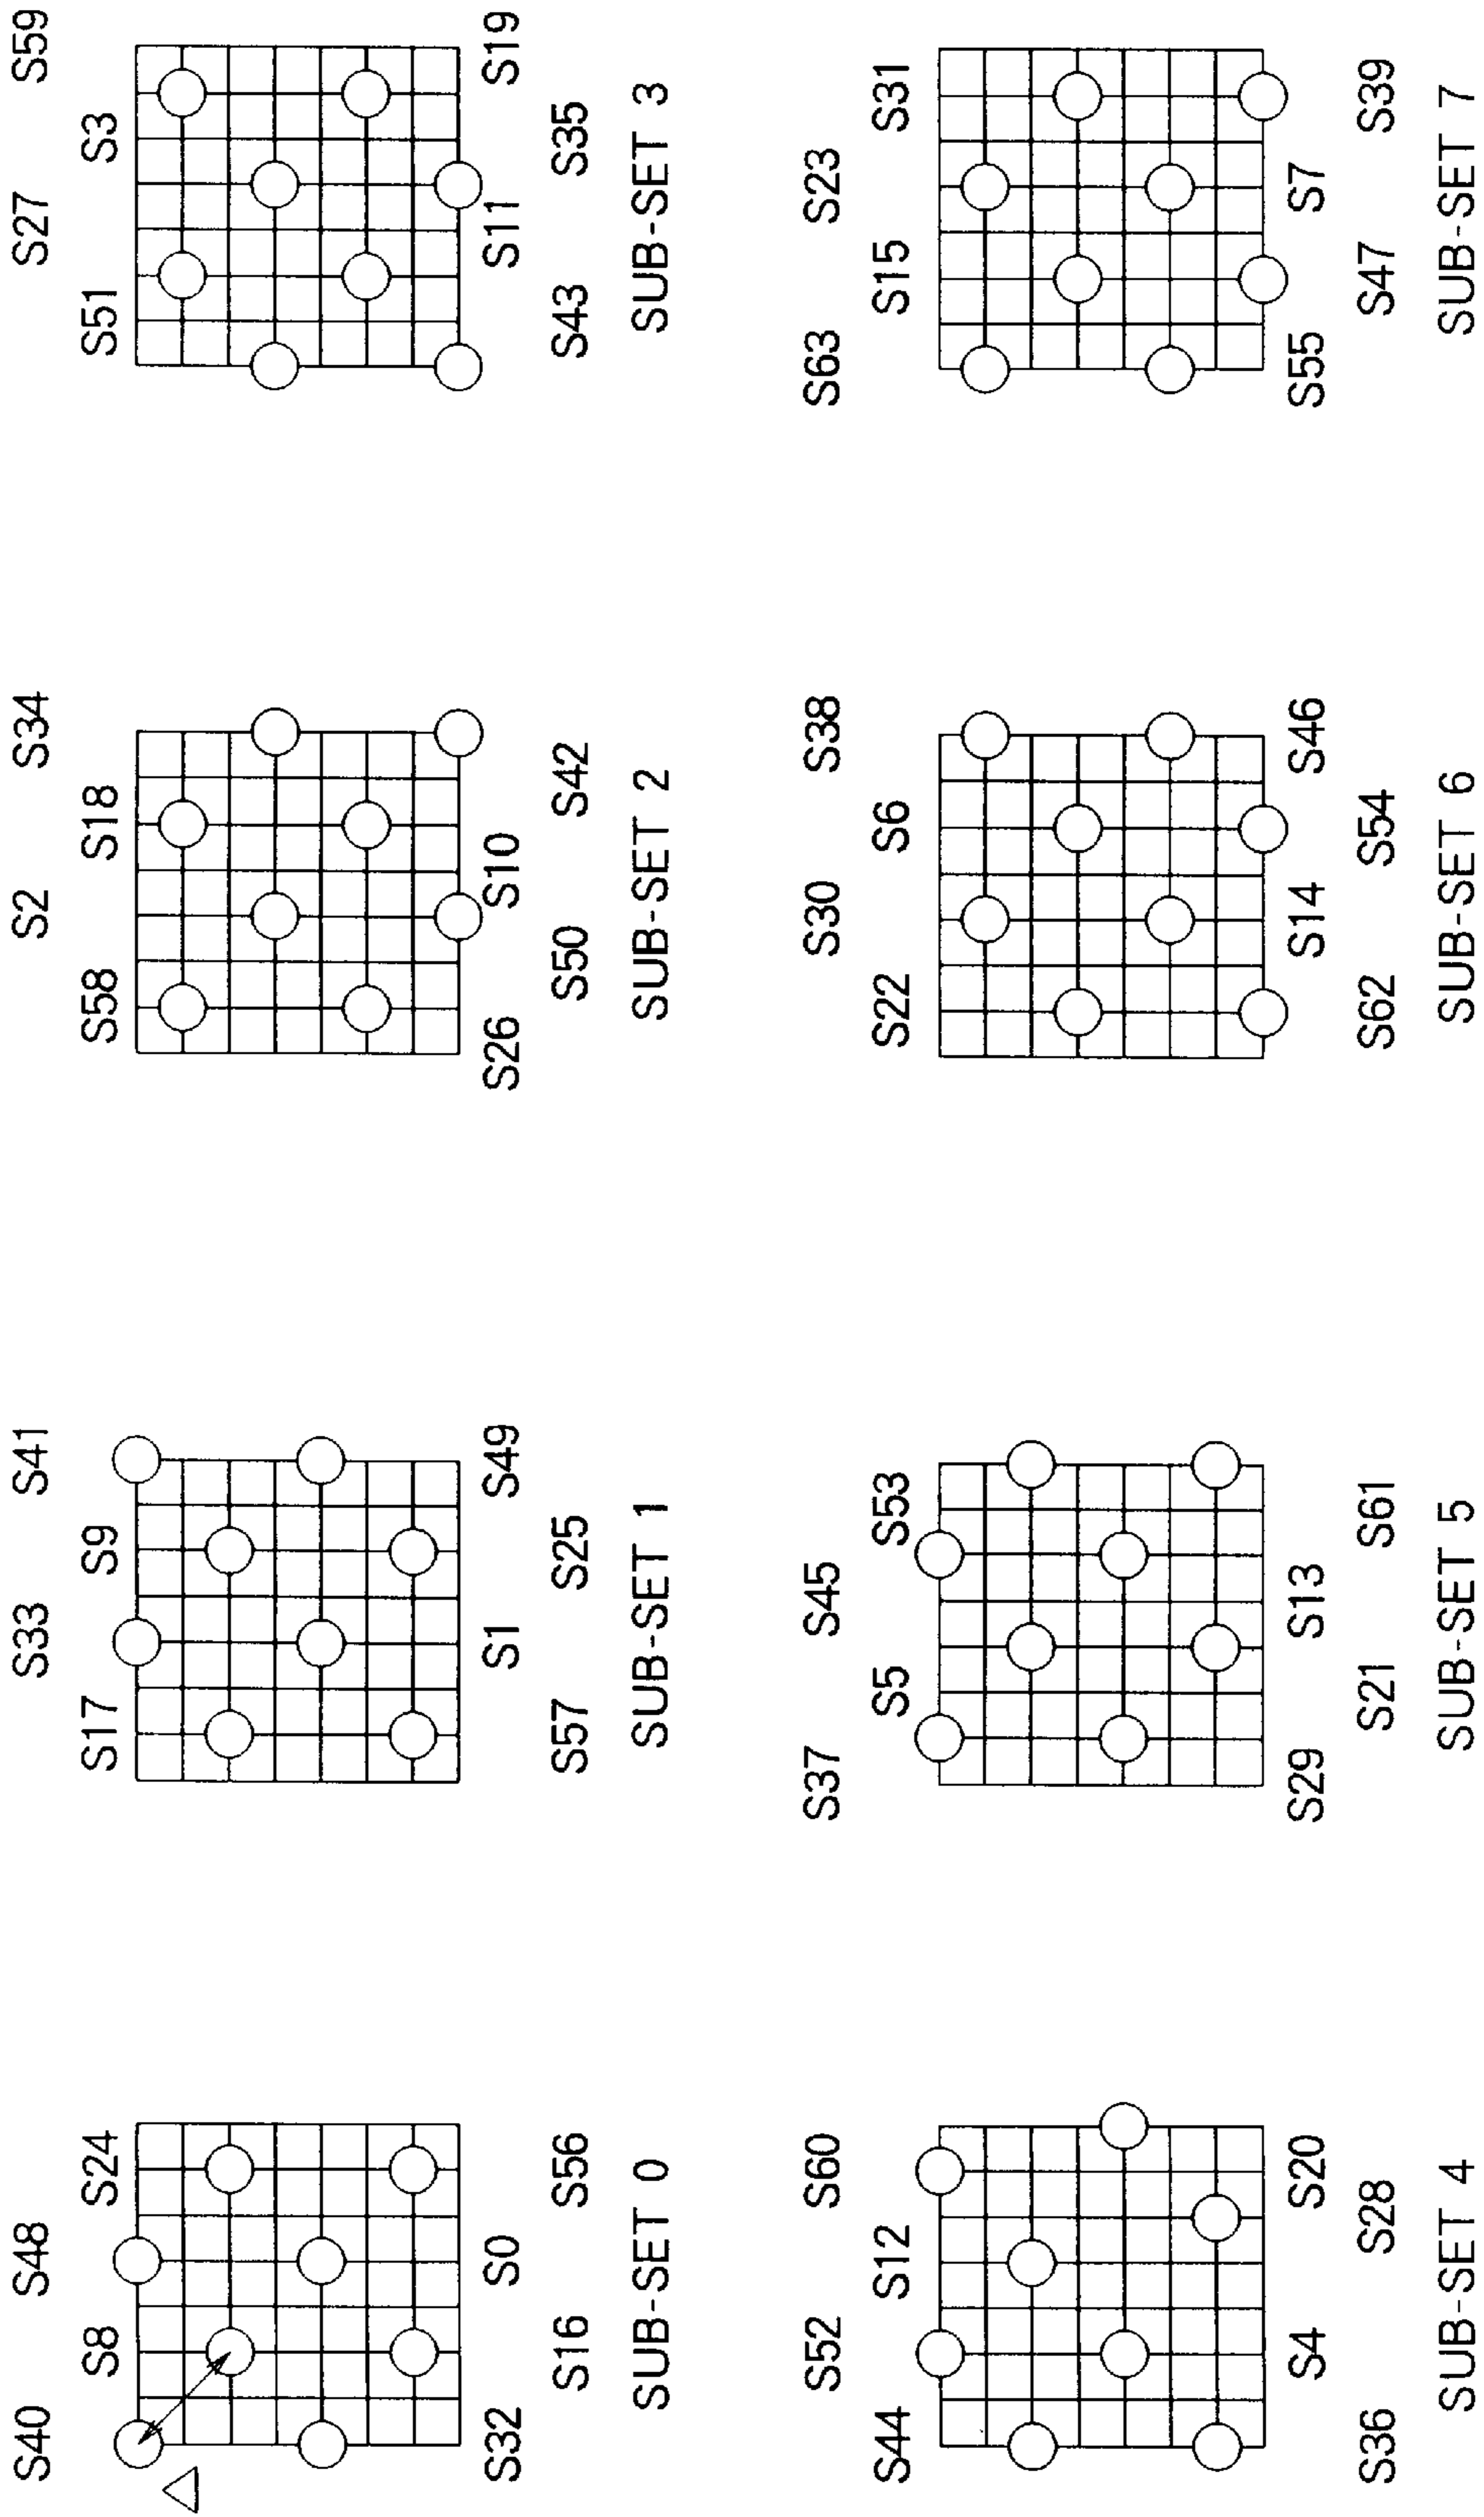 S40 S48 S33 S41 S2 S34 S27 S59
S8 S24 S17 S9 S58 S18 S51 S3
Δ
S32 S0 S1 S49 S26 S10 S11 S19
S16 S56 S57 S25 S50 S42 S43 S35
SUB-SET 0 SUB-SET 1 SUB-SET 2 SUB-SET 3
S52 S60 S37 S45 S30 S38 S63 S23
S44 S12 S5 S53 S22 S6 S15 S31
S4 S20 S29 S13 S14 S46 S55 S7
S36 S28 S21 S61 S62 S54 S47 S39
SUB-SET 4 SUB-SET 5 SUB-SET 6 SUB-SET 7